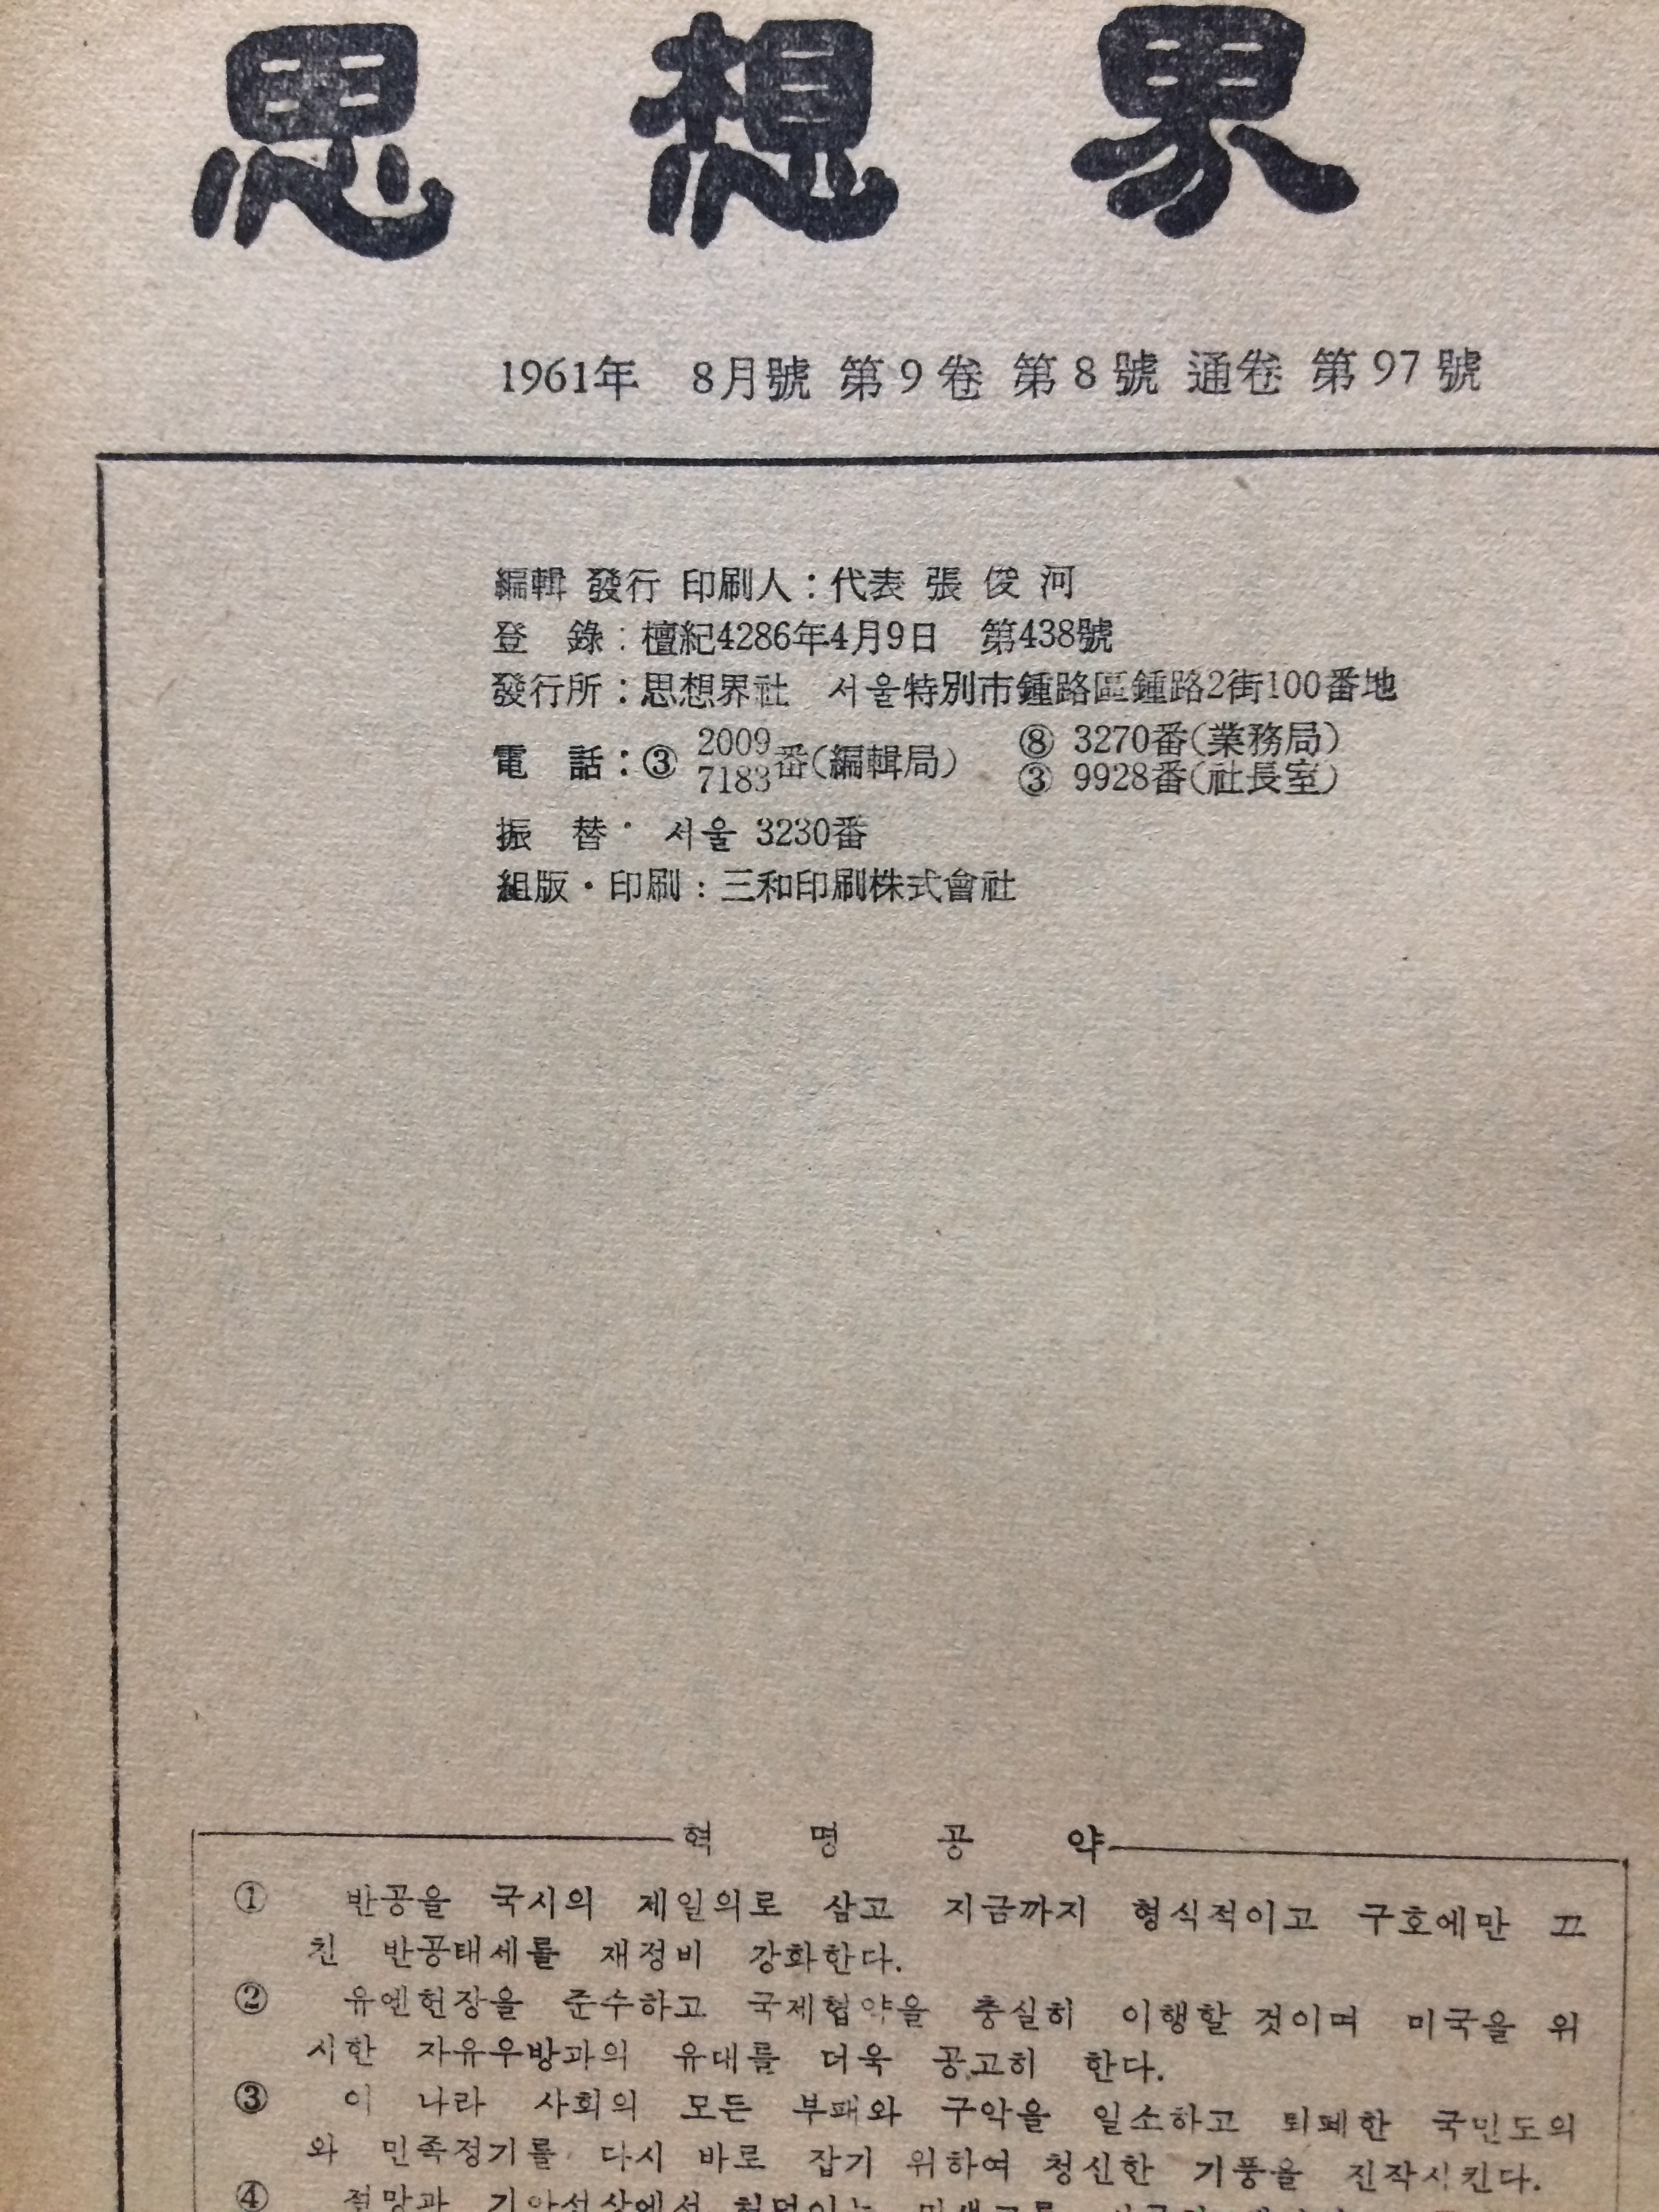 思想界
1961年 8月號 第9卷 第8號 通卷 第97號
編輯 發行 印刷人：代表 張 俊 河
登 錄：檀紀4286年4月9日 第438號
發行所：思想界社 서울特別市鍾路區鍾路2街100番地
電 話：③ 2009 7183 番(編輯局) ⑧ 3270番(業務局)
③ 9928番(社長室)
振 替： 서울 3230番
組版・印刷：三和印刷株式會社
혁 명 공 약
① 반공을 국시의 제일의로 삼고 지금까지 형식적이고 구호에만 끄
친 반공태세를 재정비 강화한다.
② 유엔헌장을 준수하고 국제협약을 충실히 이행할 것이며 미국을 위
시한 자유우방과의 유대를 더욱 공고히 한다.
③ 이 나라 사회의 모든 부패와 구악을 일소하고 퇴폐한 국민도의
와 민족정기를 다시 바로 잡기 위하여 청신한 기풍을 진작시킨다.
④ 절망과